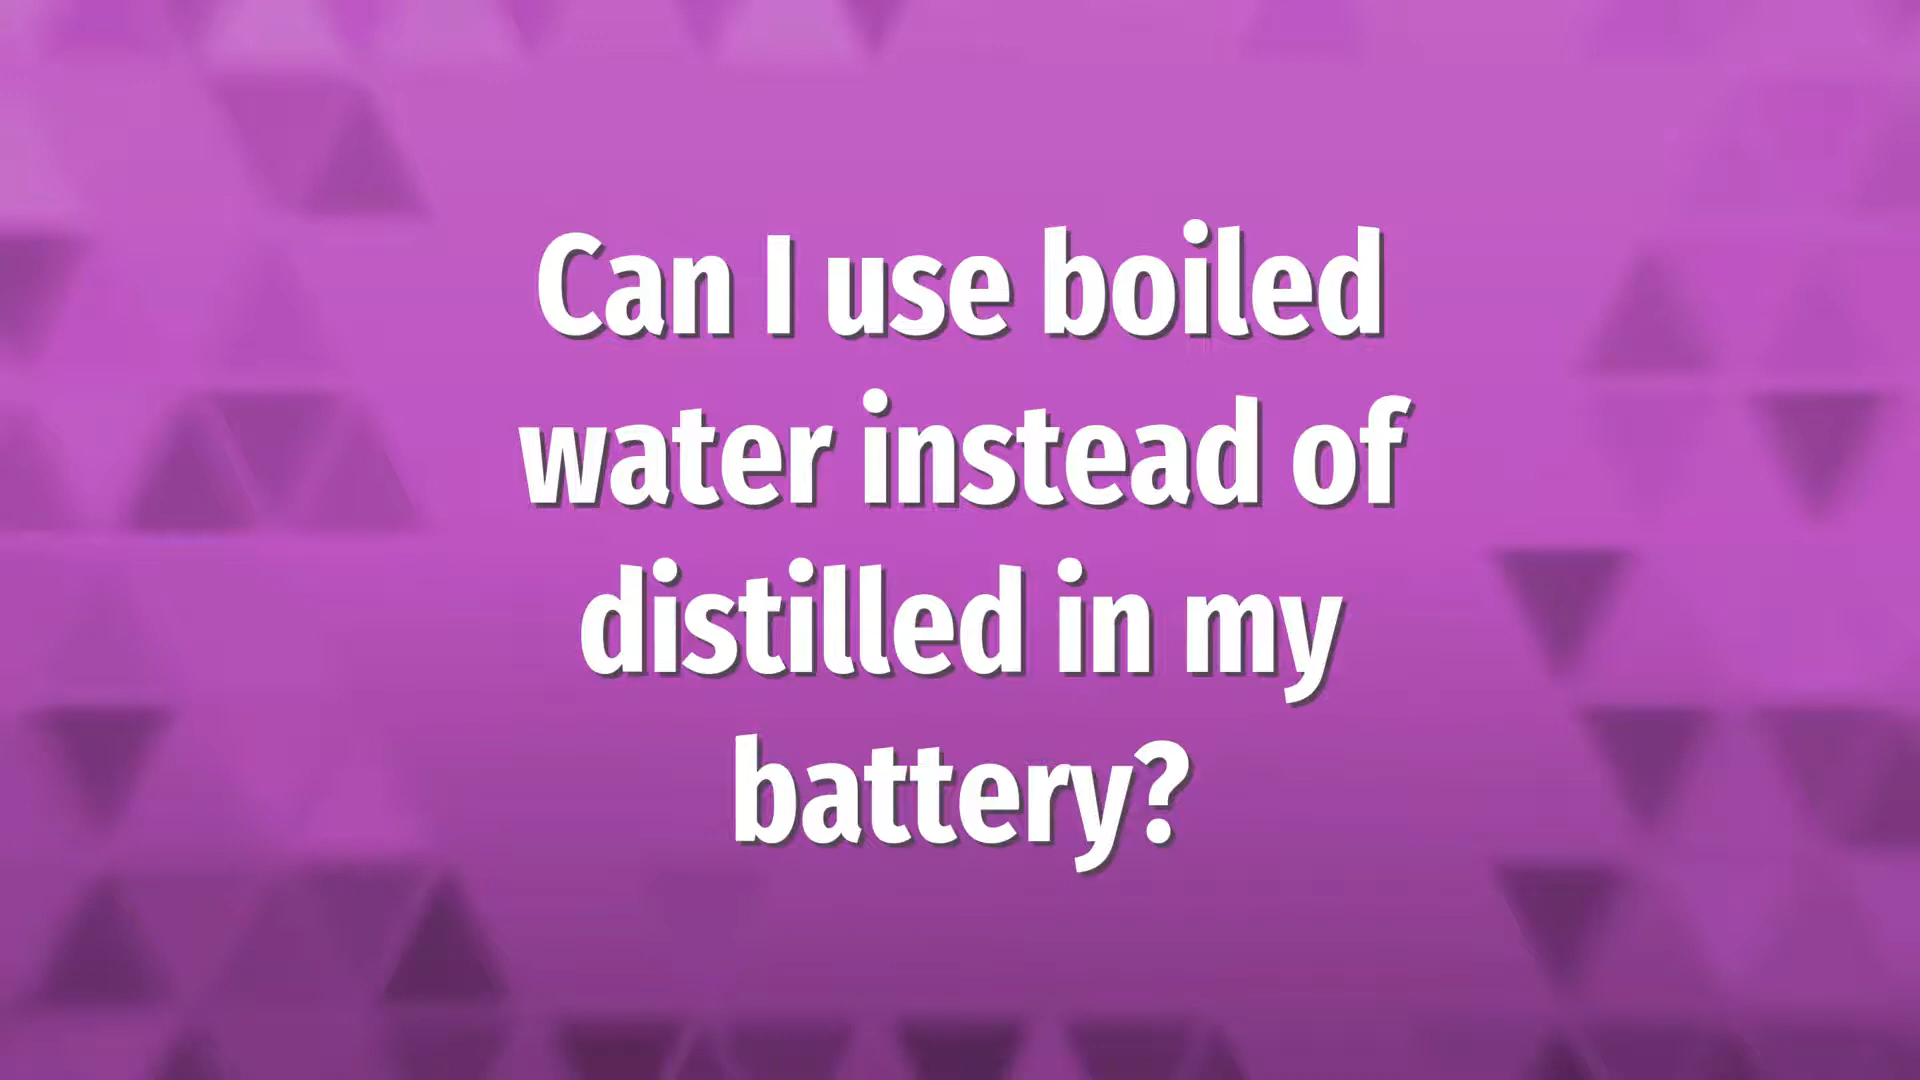 Can I use boiled
water instead of
distilled in my
battery?